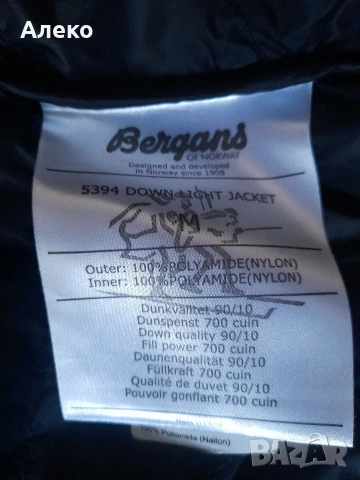 Алеко
Bergans
OF NORWAY
Designed and developed
in Norway since 1908
5394 DOWN LIGHT JACKET
M
Outer: 100%POLYAMIDE(NYLON)
Inner: 100%POLYAMIDE(NYLON)
Dunkvalitet 90/10
Dunspenst 700 cuin
Down quality 90/10
Fill power 700 cuin
Daunenqualität 90/10
Füllkraft 700 cuin
Qualité de duvet 90/10
Pouvoir gonflant 700 cuin
100% Poliamida (Nailon)
BAZAR